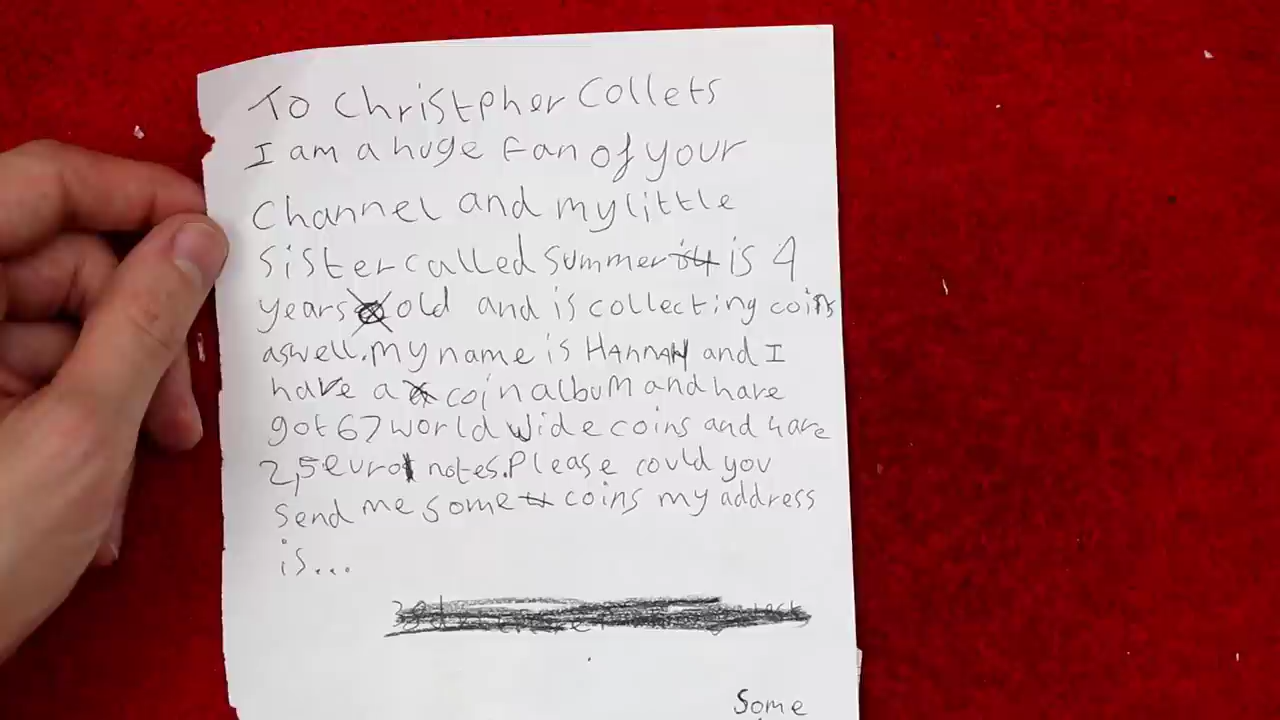 To Christpher Collets
I am a huge fan of your
channel and my little
sister called summer is 4
years old and is collecting coins
aswell. my name is HANNAH and I
have a coin album and have
got 67 world wide coins and have
2,5 euro notes. Please could you
send me some coins my address
is...
Some